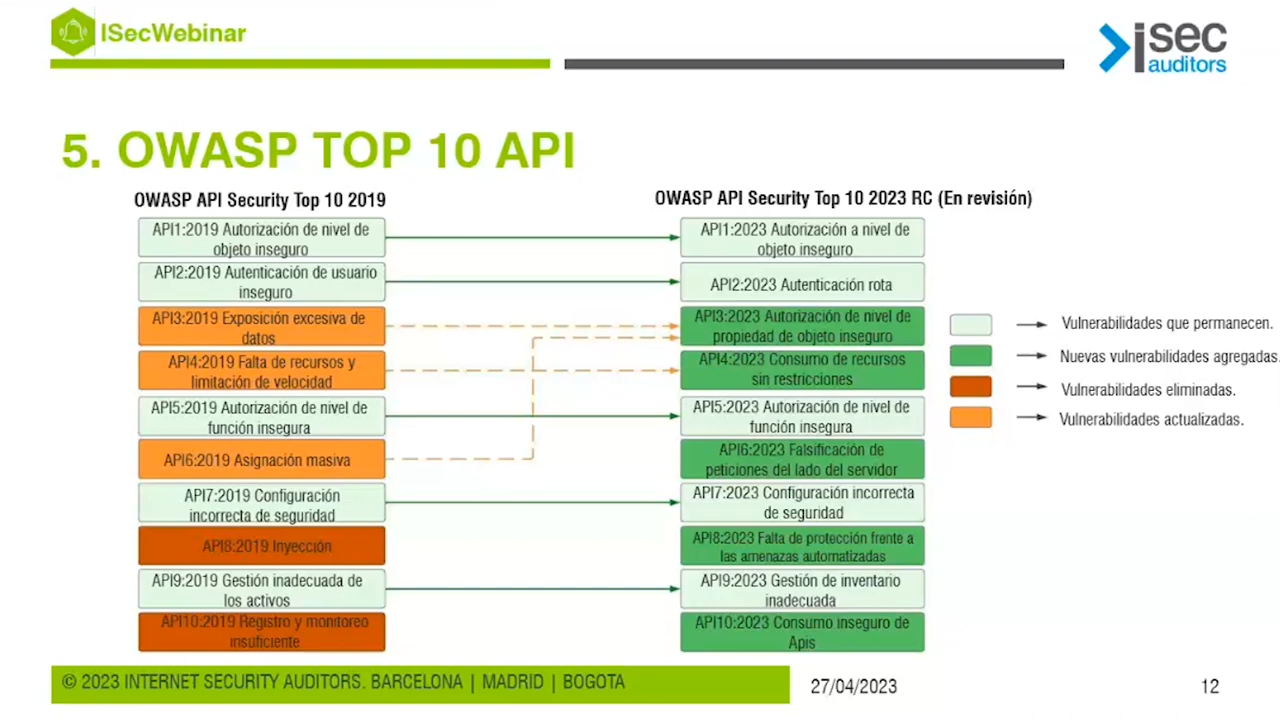 ISecWebinar
isec
auditors
5. OWASP TOP 10 API
OWASP API Security Top 10 2019
API1:2019 Autorización de nivel de
objeto inseguro
API2:2019 Autenticación de usuario
inseguro
API3:2019 Exposición excesiva de
datos
API4:2019 Falta de recursos y
limitación de velocidad
API5:2019 Autorización de nivel de
función insegura
API6:2019 Asignación masiva
API7:2019 Configuración
incorrecta de seguridad
API8:2019 Inyección
API9:2019 Gestión inadecuada de
los activos
API10:2019 Registro y monitoreo
insuficiente
OWASP API Security Top 10 2023 RC (En revisión)
API1:2023 Autorización a nivel de
objeto inseguro
API2:2023 Autenticación rota
API3:2023 Autorización de nivel de
propiedad de objeto inseguro
API4:2023 Consumo de recursos
sin restricciones
API5:2023 Autorización de nivel de
función insegura
API6:2023 Falsificación de
peticiones del lado del servidor
API7:2023 Configuración incorrecta
de seguridad
API8:2023 Falta de protección frente a
las amenazas automatizadas
API9:2023 Gestión de inventario
inadecuada
API10:2023 Consumo inseguro de
Apis
Vulnerabilidades que permanecen.
Nuevas vulnerabilidades agregadas.
Vulnerabilidades eliminadas.
Vulnerabilidades actualizadas.
© 2023 INTERNET SECURITY AUDITORS. BARCELONA | MADRID | BOGOTA
27/04/2023
12